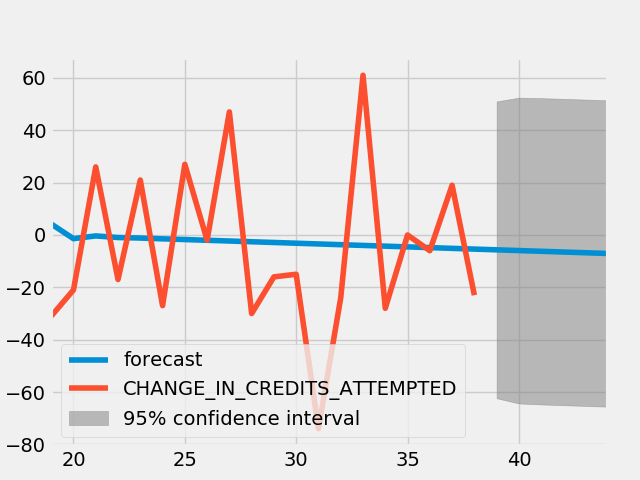 60
40
20
0
−20
−40
−60
−80
forecast
CHANGE_IN_CREDITS_ATTEMPTED
95% confidence interval
20 25 30 35 40